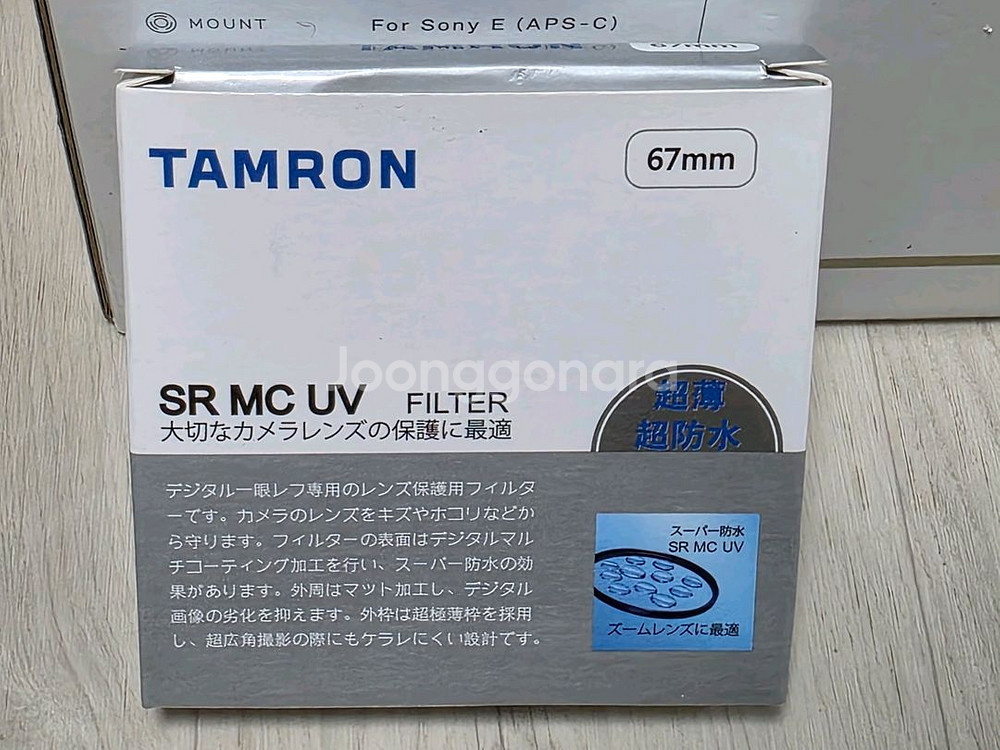 MOUNT For Sony E (APS-C)
67mm
TAMRON
67mm
Joonggonara
SR MC UV FILTER
大切なカメラレンズの保護に最適
超薄
超防水
デジタル一眼レフ専用のレンズ保護用フィルタ
ーです。カメラのレンズをキズやホコリなどか
ら守ります。フィルターの表面はデジタルマル
チコーティング加工を行い、スーパー防水の効
果があります。外周はマット加工し、デジタル
画像の劣化を抑えます。外枠は超極薄枠を採用
し、超広角撮影の際にもケラレにくい設計です。
スーパー防水
SR MC UV
ズームレンズに最適